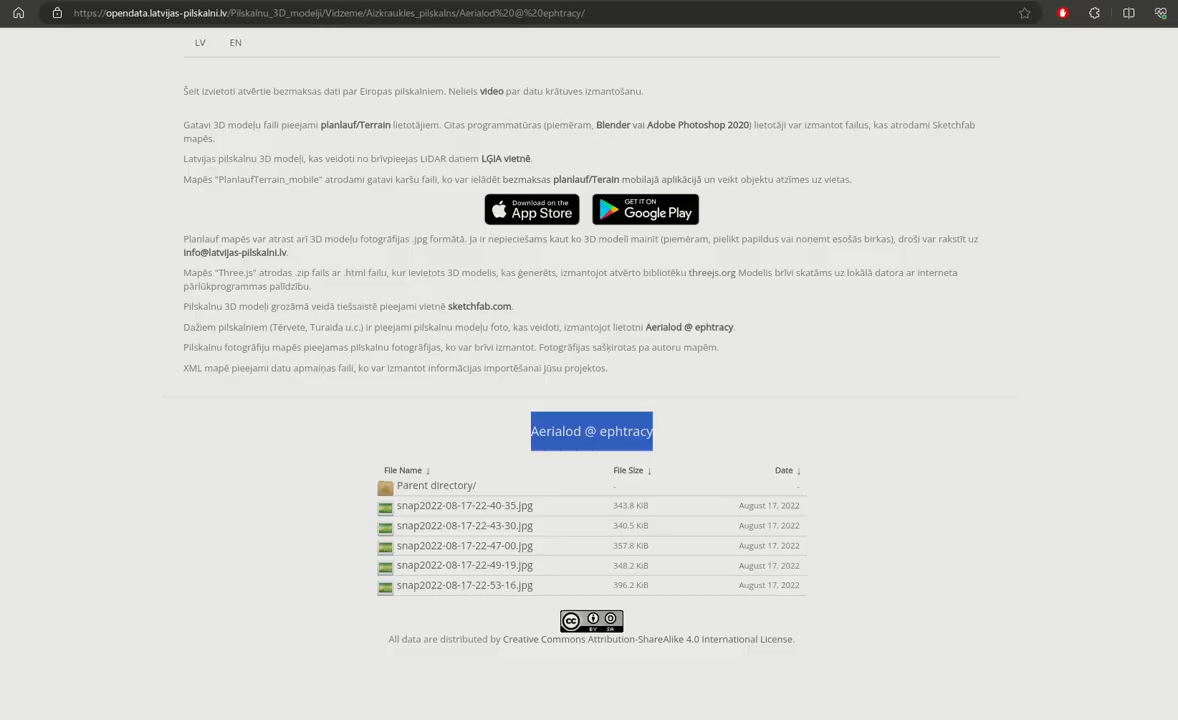 https://opendata.latvijas-pilskalni.lv/Pilskalnu_3D_modelji/Vidzeme/Aizkraukles_pilskalns/Aerialod%20@%20ephtracy/
LV EN
Šeit izvietoti atvērtie bezmaksas dati par Eiropas pilskalniem. Neliels video par datu krātuves izmantošanu.
Gatavi 3D modeļu faili pieejami planlauf/Terrain lietotājiem. Citas programmatūras (piemēram, Blender vai Adobe Photoshop 2020) lietotāji var izmantot failus, kas atrodami Sketchfab
mapēs.
Latvijas pilskalnu 3D modeļi, kas veidoti no brīvpieejas LiDAR datiem LĢIA vietnē.
Mapēs "PlanlaufTerrain_mobile" atrodami gatavi karšu faili, ko var ielādēt bezmaksas planlauf/Terain mobilajā aplikācijā un veikt objektu atzīmes uz vietas.
Download on the
App Store
GET IT ON
Google Play
Planlauf mapēs var atrast arī 3D modeļu fotogrāfijas .jpg formātā. Ja ir nepieciešams kaut ko 3D modelī mainīt (piemēram, pielikt papildus vai noņemt esošās birkas), droši var rakstīt uz
info@latvijas-pilskalni.lv.
Mapēs "Three.js" atrodas .zip fails ar .html failu, kur ievietots 3D modelis, kas ģenerēts, izmantojot atvērto bibliotēku threejs.org Modelis brīvi skatāms uz lokālā datora ar interneta
pārlūkprogrammas palīdzību.
Pilskalnu 3D modeļi grozāmā veidā tiešsaistē pieejami vietnē sketchfab.com.
Dažiem pilskalniem (Tērvete, Turaida u.c.) ir pieejami pilskalnu modeļu foto, kas veidoti, izmantojot lietotni Aerialod @ ephtracy.
Pilskalnu fotogrāfiju mapēs pieejamas pilskalnu fotogrāfijas, ko var brīvi izmantot. Fotogrāfijas sašķirotas pa autoru mapēm.
XML mapē pieejami datu apmaiņas faili, ko var izmantot informācijas importēšanai Jūsu projektos.
Aerialod @ ephtracy
File Name ↓ File Size ↓ Date ↓
Parent directory/ - -
snap2022-08-17-22-40-35.jpg 343.8 KiB August 17, 2022
snap2022-08-17-22-43-30.jpg 340.5 KiB August 17, 2022
snap2022-08-17-22-47-00.jpg 357.8 KiB August 17, 2022
snap2022-08-17-22-49-19.jpg 348.2 KiB August 17, 2022
snap2022-08-17-22-53-16.jpg 396.2 KiB August 17, 2022
cc BY SA
All data are distributed by Creative Commons Attribution-ShareAlike 4.0 International License.